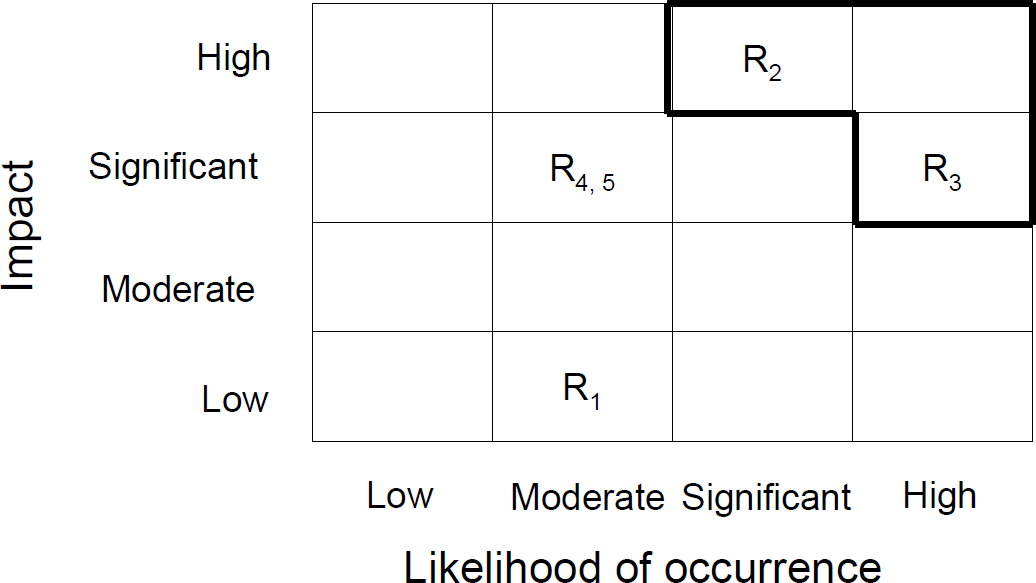 High
R2
Significant
R4, 5
R3
Impact
Moderate
Low
R1
Low Moderate Significant High
Likelihood of occurrence